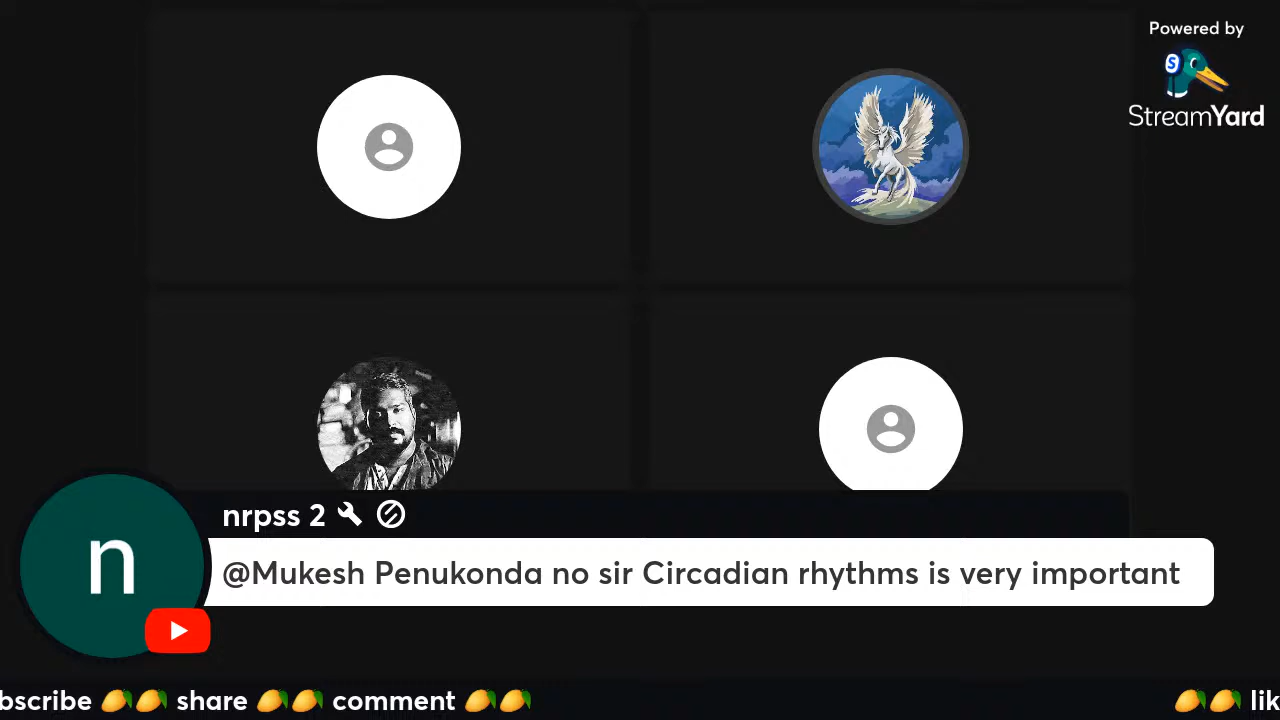 Powered by
StreamYard
nrpss 2
n
@Mukesh Penukonda no sir Circadian rhythms is very important
bscribe 🥭🥭 share 🥭🥭 comment 🥭🥭 🥭🥭 lik